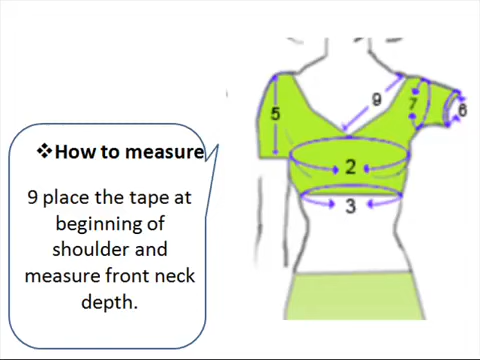 ❖How to measure
9 place the tape at
beginning of
shoulder and
measure front neck
depth.
5
9
7
6
2
3